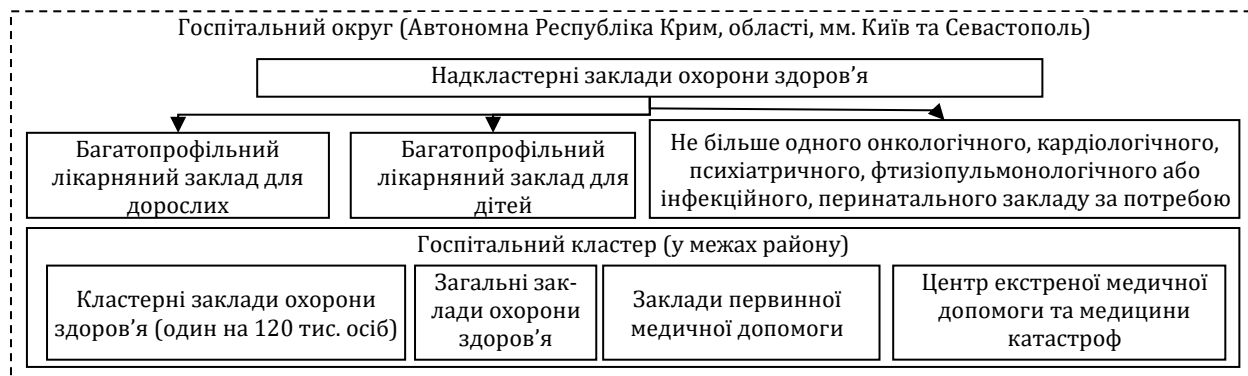 Госпітальний округ (Автономна Республіка Крим, області, мм. Київ та Севастополь)
Надкластерні заклади охорони здоров’я
Багатопрофільний
лікарняний заклад для
дорослих
Багатопрофільний
лікарняний заклад для
дітей
Не більше одного онкологічного, кардіологічного,
психіатричного, фтизіопульмонологічного або
інфекційного, перинатального закладу за потребою
Госпітальний кластер (у межах району)
Кластерні заклади охорони
здоров’я (один на 120 тис. осіб)
Загальні зак-
лади охорони
здоров’я
Заклади первинної
медичної допомоги
Центр екстреної медичної
допомоги та медицини
катастроф